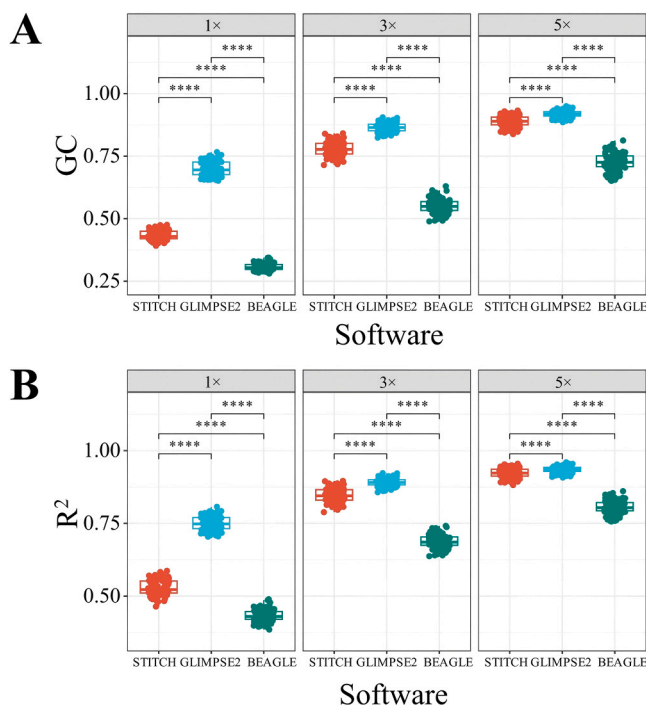 A
1× 3× 5×
**** **** ****
**** **** ****
**** **** ****
1.00
0.75
0.50
0.25
GC
STITCH GLIMPSE2 BEAGLE STITCH GLIMPSE2 BEAGLE STITCH GLIMPSE2 BEAGLE
Software
B
1× 3× 5×
**** **** ****
**** **** ****
**** **** ****
1.00
0.75
0.50
R²
STITCH GLIMPSE2 BEAGLE STITCH GLIMPSE2 BEAGLE STITCH GLIMPSE2 BEAGLE
Software